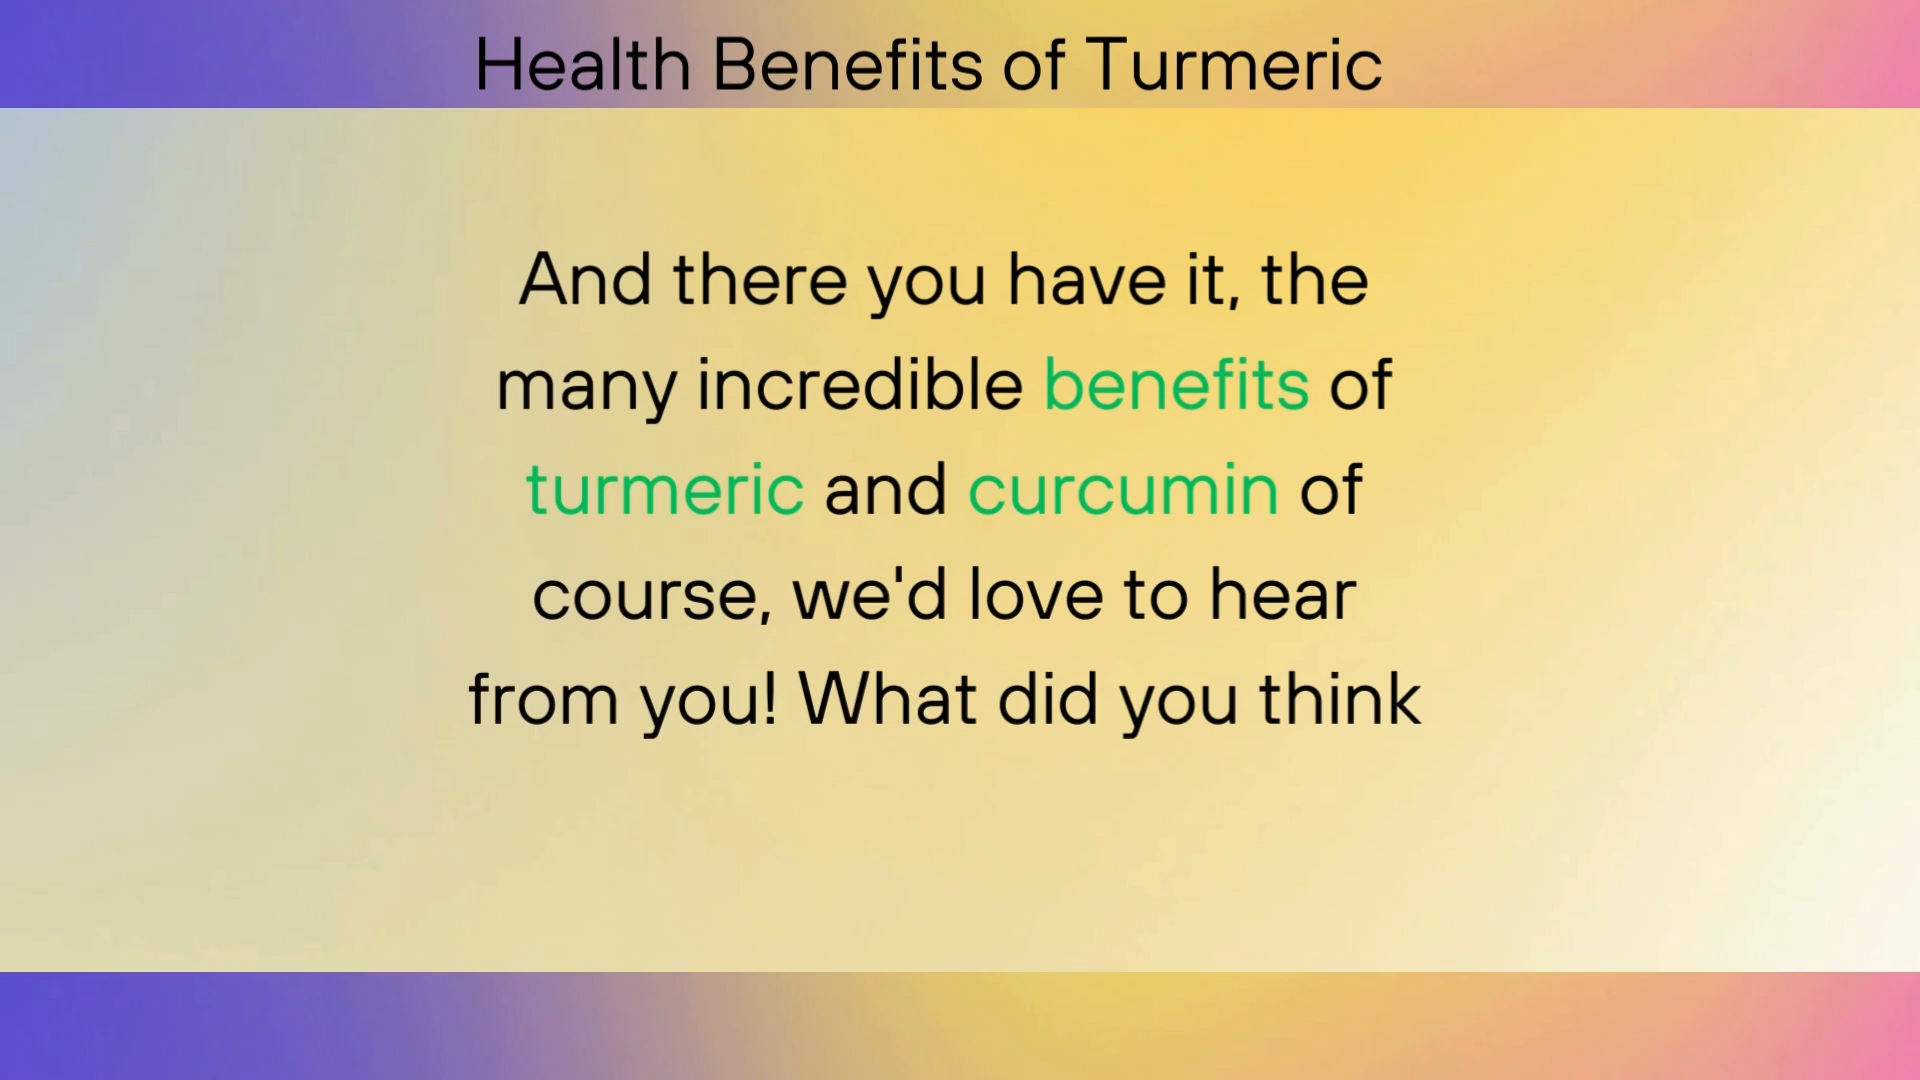 Health Benefits of Turmeric
And there you have it, the
many incredible benefits of
turmeric and curcumin of
course, we'd love to hear
from you! What did you think